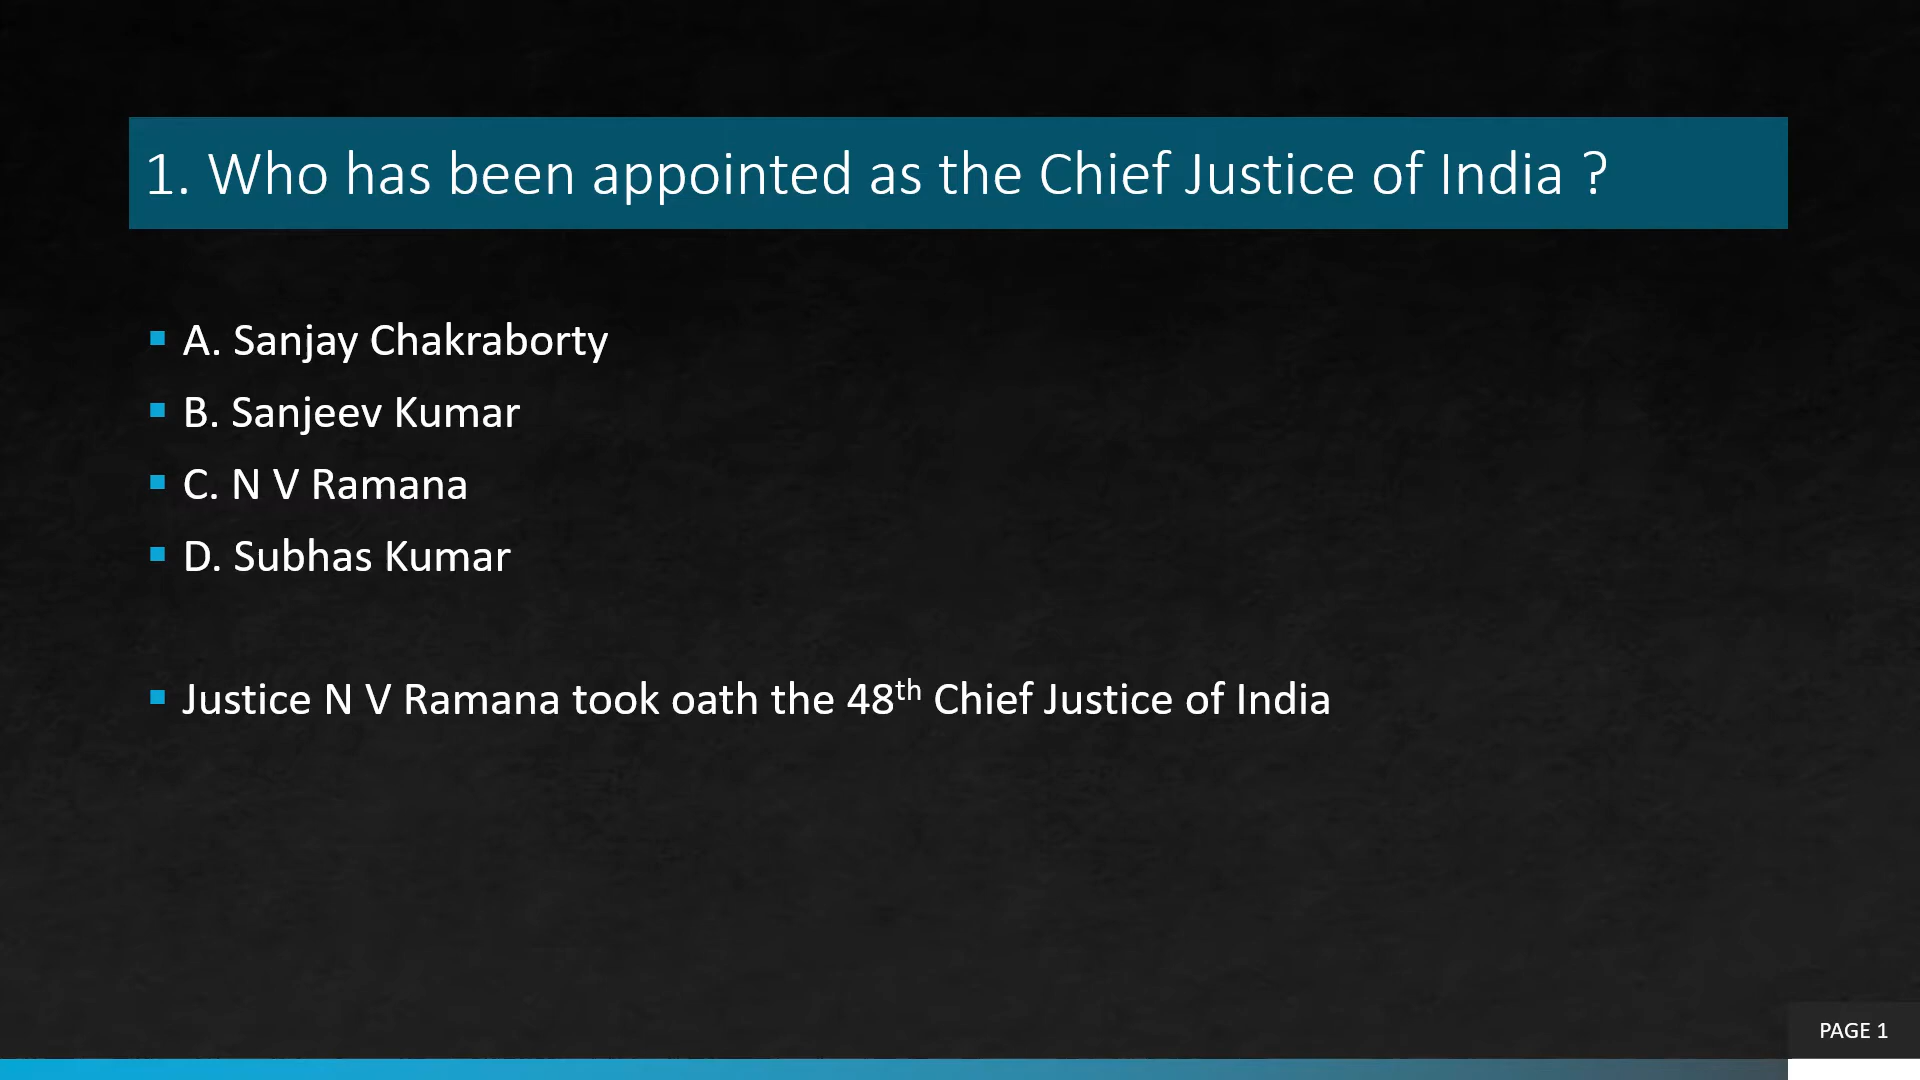 1. Who has been appointed as the Chief Justice of India ?
A. Sanjay Chakraborty
B. Sanjeev Kumar
C. N V Ramana
D. Subhas Kumar
Justice N V Ramana took oath the 48th Chief Justice of India
PAGE 1